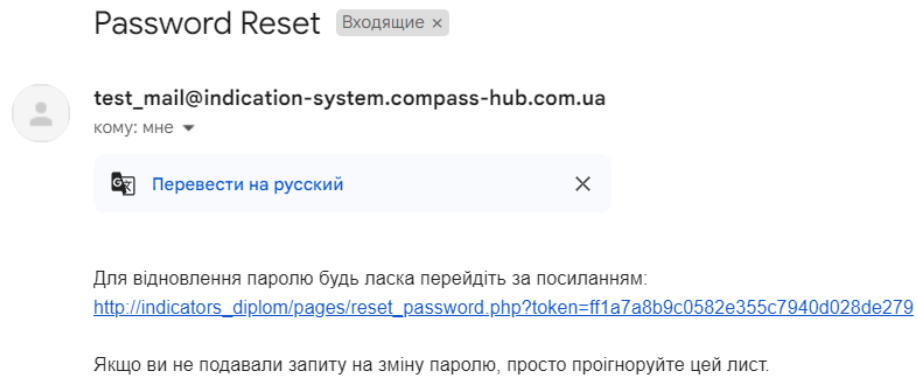 Password Reset Входящие ×
test_mail@indication-system.compass-hub.com.ua
кому: мне
Перевести на русский
Для відновлення паролю будь ласка перейдіть за посиланням:
http://indicators_diplom/pages/reset_password.php?token=ff1a7a8b9c0582e355c7940d028de279
Якщо ви не подавали запиту на зміну паролю, просто проігноруйте цей лист.